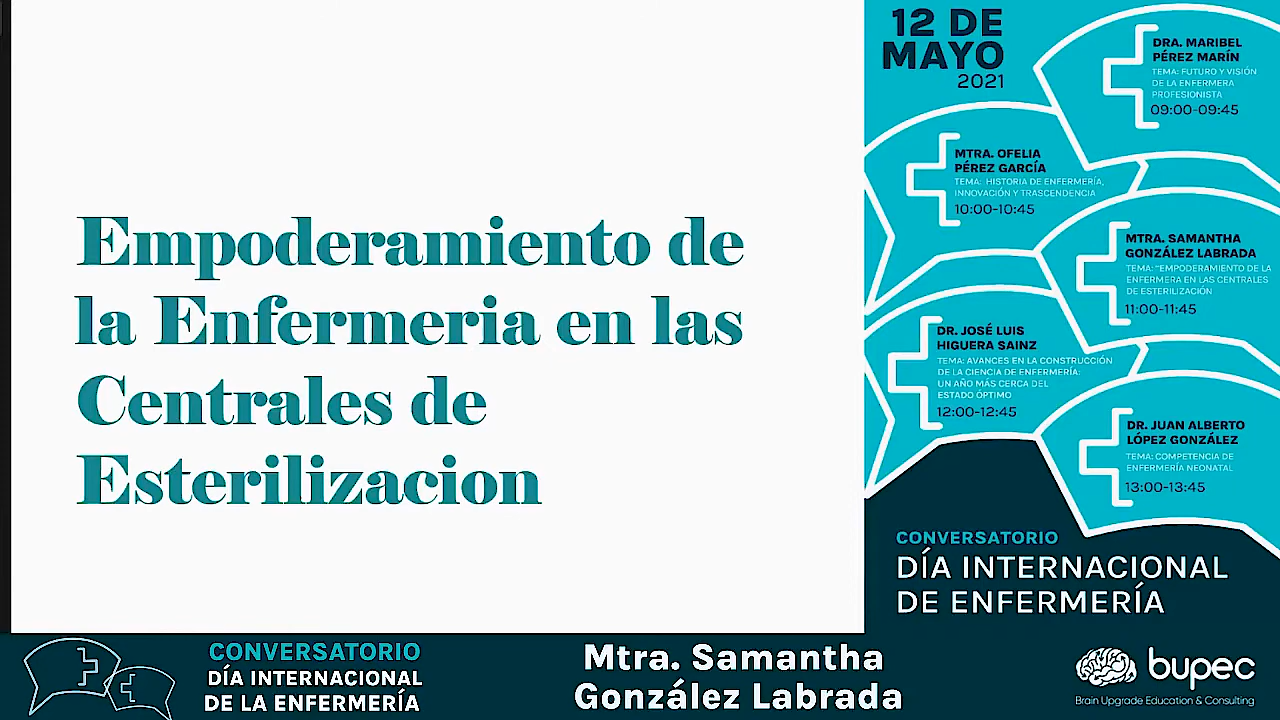 Empoderamiento de
la Enfermeria en las
Centrales de
Esterilizacion
12 DE
MAYO
2021
DRA. MARIBEL
PÉREZ MARÍN
TEMA: FUTURO Y VISIÓN
DE LA ENFERMERA
PROFESIONISTA
09:00-09:45
MTRA. OFELIA
PÉREZ GARCÍA
TEMA: HISTORIA DE ENFERMERÍA,
INNOVACIÓN Y TRASCENDENCIA
10:00-10:45
MTRA. SAMANTHA
GONZÁLEZ LABRADA
TEMA: "EMPODERAMIENTO DE LA
ENFERMERA EN LAS CENTRALES
DE ESTERILIZACIÓN
11:00-11:45
DR. JOSÉ LUIS
HIGUERA SAINZ
TEMA: AVANCES EN LA CONSTRUCCIÓN
DE LA CIENCIA DE ENFERMERÍA:
UN AÑO MÁS CERCA DEL
ESTADO ÓPTIMO
12:00-12:45
DR. JUAN ALBERTO
LÓPEZ GONZÁLEZ
TEMA: COMPETENCIA DE
ENFERMERÍA NEONATAL
13:00-13:45
CONVERSATORIO
DÍA INTERNACIONAL
DE ENFERMERÍA
CONVERSATORIO
DÍA INTERNACIONAL
DE LA ENFERMERÍA
Mtra. Samantha
González Labrada
bupec
Brain Upgrade Education & Consulting